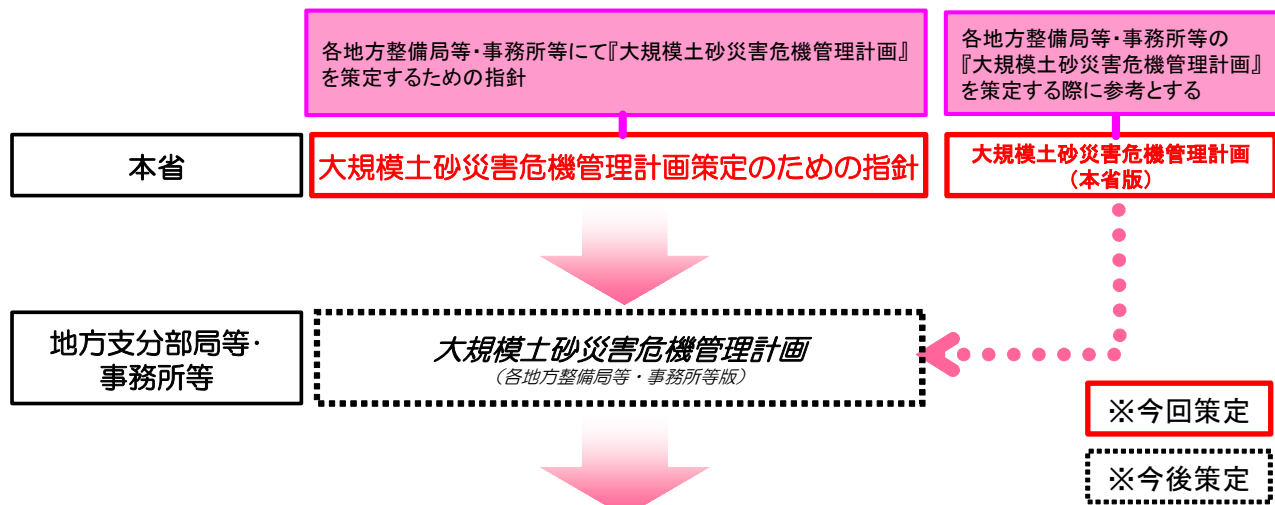 各地方整備局等・事務所等にて『大規模土砂災害危機管理計画』
を策定するための指針
各地方整備局等・事務所等の
『大規模土砂災害危機管理計画』
を策定する際に参考とする
本省
大規模土砂災害危機管理計画策定のための指針
大規模土砂災害危機管理計画
（本省版）
地方支分部局等・
事務所等
大規模土砂災害危機管理計画
（各地方整備局等・事務所等版）
※今回策定
※今後策定